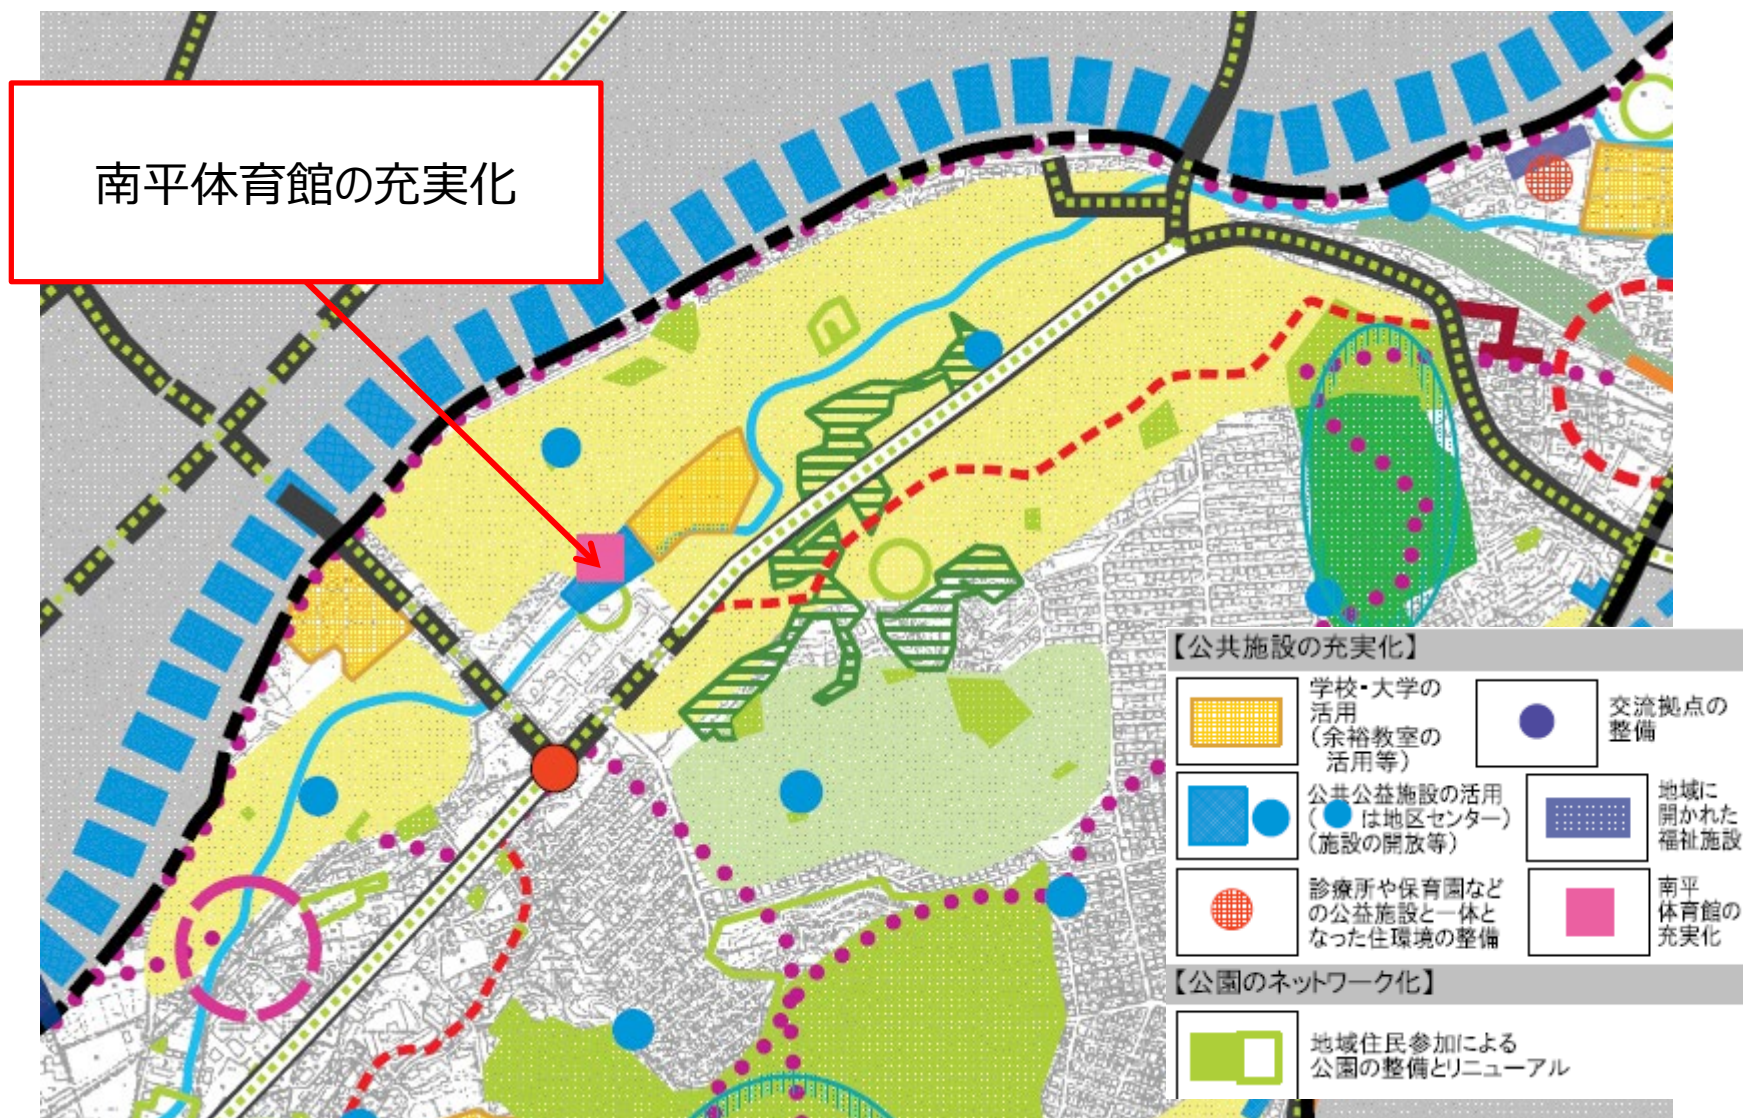 南平体育館の充実化
【公共施設の充実化】
学校・大学の
活用
（余裕教室の
活用等）
交流拠点の
整備
公共公益施設の活用
（ は地区センター）
（施設の開放等）
地域に
開かれた
福祉施設
診療所や保育園など
の公益施設と一体と
なった住環境の整備
南平
体育館の
充実化
【公園のネットワーク化】
地域住民参加による
公園の整備とリニューアル